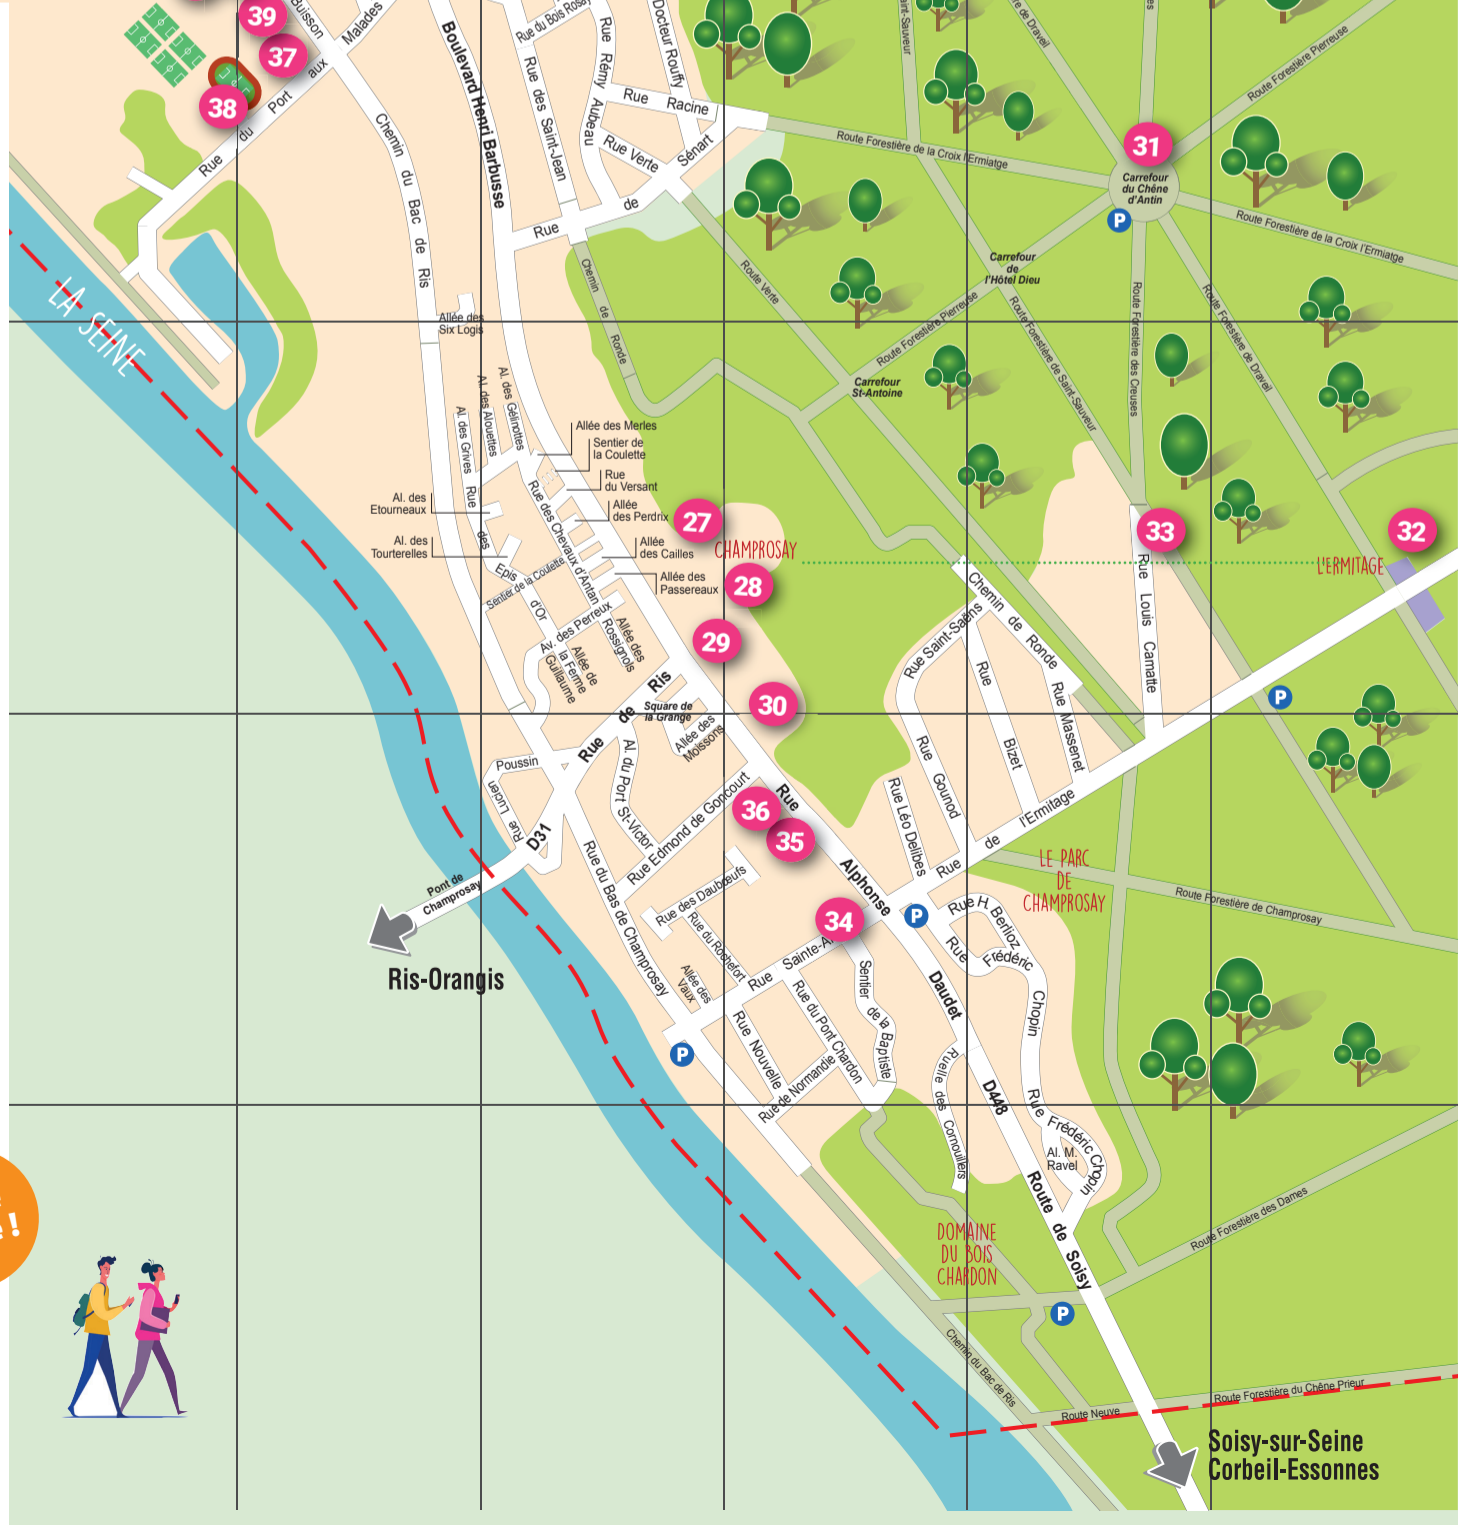 39
37
38
Buisson
Malades
aux
Port
du
Rue
Chemin du Bac de Ris
Boulevard Henri Barbusse
Rue du Bois Rosay
Rue des Saint-Jean
Rue Rémy Aubeau
Docteur Rouffy
Rue Racine
Rue Verte
Rue de Sénart
Route Forestière de la Croix l'Ermiatge
31
Carrefour
du Chêne
d'Antin
P
Route Forestière Pierreuse
Route Forestière de la Croix l'Ermiatge
Carrefour
de
l'Hôtel Dieu
Route Verte
Chemin de Ronde
Route Forestière Pierreuse
Route Forestière de Saint-Sauveur
Route Forestière des Creuses
Route Forestière de Draveil
Carrefour
St-Antoine
LA SEINE
Allée des
Six Logis
Al. des Gélinottes
Al. des Alouettes
Al. des Grives
Allée des Merles
Sentier de
la Coulette
Rue
du Versant
Allée
des Perdrix
Allée
des Cailles
Allée des
Passereaux
Al. des
Etourneaux
Al. des
Tourterelles
Rue des Epis d'Or
Rue des Chevaux d'Antan
Sentier de la Coulette
Av. des Perreux
Allée des
Rossignols
Allée de
la Ferme
Guillaume
27
CHAMPROSAY
28
29
30
33
32
L'ERMITAGE
Rue Louis Camatte
Chemin de Ronde
Rue Saint-Saëns
Rue Bizet
Rue Massenet
Rue Gounod
Rue Léo Delibes
Rue de l'Ermitage
P
Rue de Ris
Square de
la Grange
Allée des
Moissons
Al. du Port St-Victor
Rue Edmond de Goncourt
Poussin
Rue Lucien
D31
Pont de
Champrosay
Ris-Orangis
Rue du Bas de Champrosay
36
35
34
Rue Alphonse Daudet
Rue des Daubœufs
Rue du Rochefort
Allée des
Vaux
Rue Sainte-A
P
LE PARC
DE
CHAMPROSAY
Route Forestière de Champrosay
Rue H. Berlioz
Rue Frédéric Chopin
Sentier de la Baptiste
Rue du Pont Chardon
Rue Nouvelle
Rue de Normandie
P
Ruelle des Cornouillers
D448
Rue Frédéric Chopin
Al. M.
Ravel
Route de Soisy
Route Forestière des Dames
DOMAINE
DU BOIS
CHARDON
P
Chemin du Bac de Ris
Route Neuve
Route Forestière du Chêne Prieur
Soisy-sur-Seine
Corbeil-Essonnes